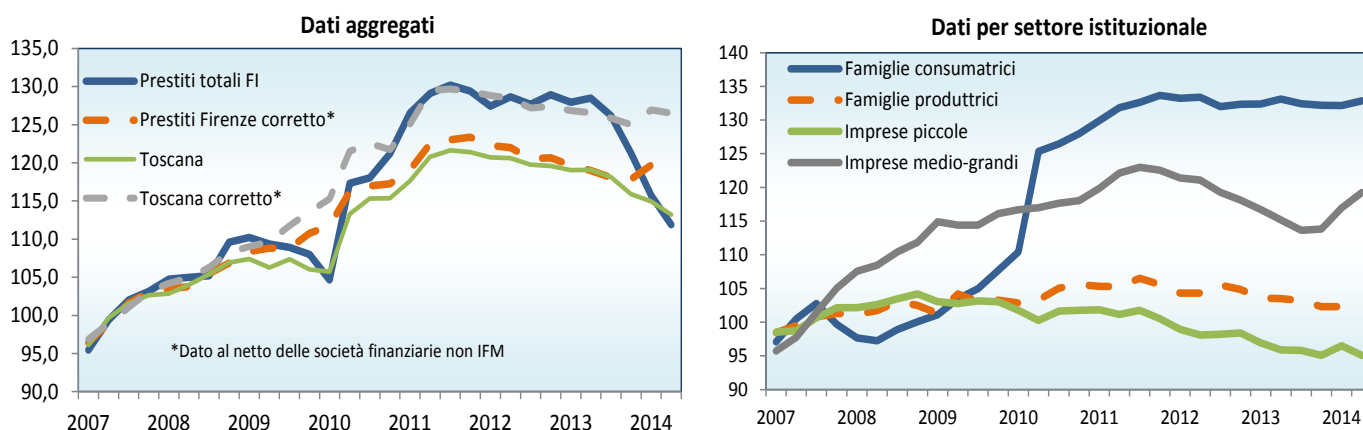 Dati aggregati
135,0
130,0
125,0
120,0
115,0
110,0
105,0
100,0
95,0
90,0
Prestiti totali FI
Prestiti Firenze corretto*
Toscana
Toscana corretto*
*Dato al netto delle società finanziarie non IFM
2007 2008 2009 2010 2011 2012 2013 2014
Dati per settore istituzionale
140
135
130
125
120
115
110
105
100
95
90
Famiglie consumatrici
Famiglie produttrici
Imprese piccole
Imprese medio-grandi
2007 2008 2009 2010 2011 2012 2013 2014